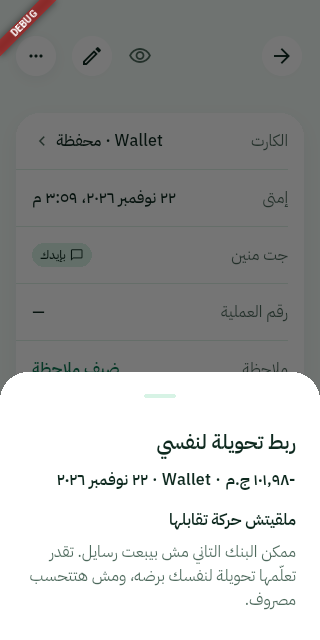 DEBUG
الكارت
محفظة · Wallet
إمتى
٢٢ نوفمبر ٢٠٢٦، ٣:٥٩ م
جت منين
بإيدك
رقم العملية
—
ملاحظة
ضيف ملاحظة
ربط تحويلة لنفسي
-١٠١,٩٨ ج.م · Wallet · ٢٢ نوفمبر ٢٠٢٦
ملقيتش حركة تقابلها
ممكن البنك التاني مش بيبعت رسايل. تقدر
تعلّمها تحويلة لنفسك برضه، ومش هتتحسب
مصروف.